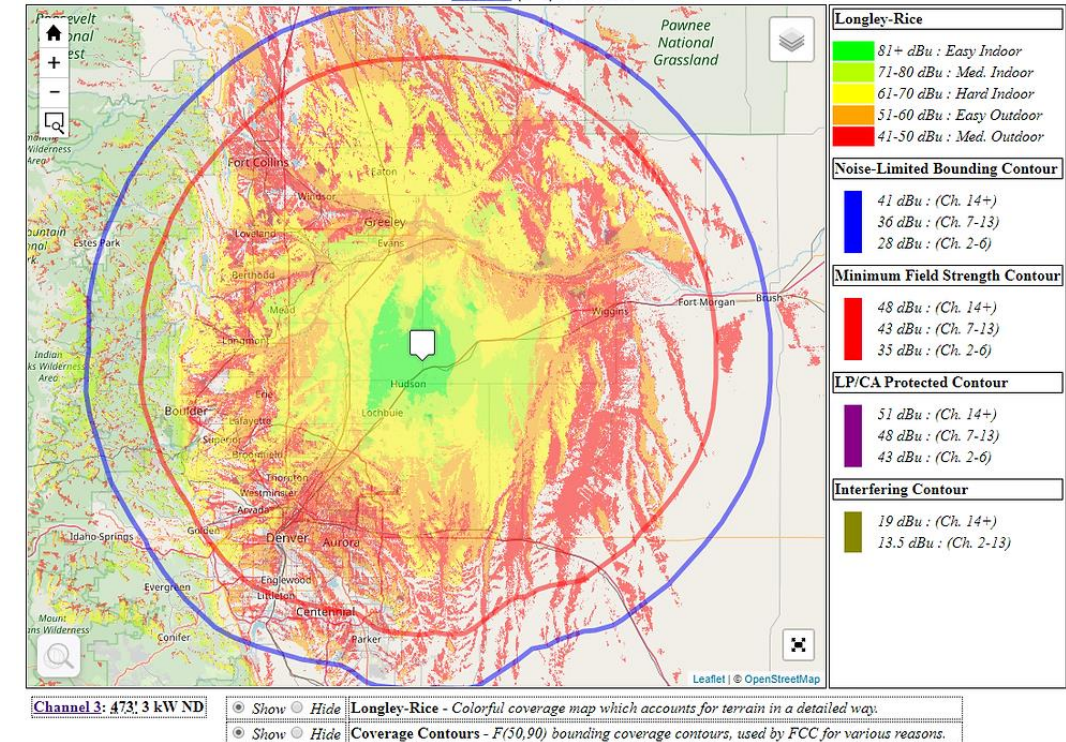 Roosevelt
Pawnee
National
Grassland
+
−
Wilderness
Area
Fort Collins
Eaton
Windsor
Greeley
Loveland
Evans
Estes Park
Berthoud
Mead
Fort Morgan
Brush
Wiggins
Longmont
Indian
Wilderness
Area
Hudson
Erie
Lochbuie
Boulder
Lafayette
Superior
Broomfield
Thornton
Westminster
Arvada
Golden
Idaho Springs
Denver
Aurora
Evergreen
Englewood
Littleton
Centennial
Mount
Wilderness
Conifer
Parker
Leaflet | © OpenStreetMap
Longley-Rice
81+ dBu : Easy Indoor
71-80 dBu : Med. Indoor
61-70 dBu : Hard Indoor
51-60 dBu : Easy Outdoor
41-50 dBu : Med. Outdoor
Noise-Limited Bounding Contour
41 dBu : (Ch. 14+)
36 dBu : (Ch. 7-13)
28 dBu : (Ch. 2-6)
Minimum Field Strength Contour
48 dBu : (Ch. 14+)
43 dBu : (Ch. 7-13)
35 dBu : (Ch. 2-6)
LP/CA Protected Contour
51 dBu : (Ch. 14+)
48 dBu : (Ch. 7-13)
43 dBu : (Ch. 2-6)
Interfering Contour
19 dBu : (Ch. 14+)
13.5 dBu : (Ch. 2-13)
Channel 3: 473' 3 kW ND
Show Hide Longley-Rice - Colorful coverage map which accounts for terrain in a detailed way.
Show Hide Coverage Contours - F(50,90) bounding coverage contours, used by FCC for various reasons.